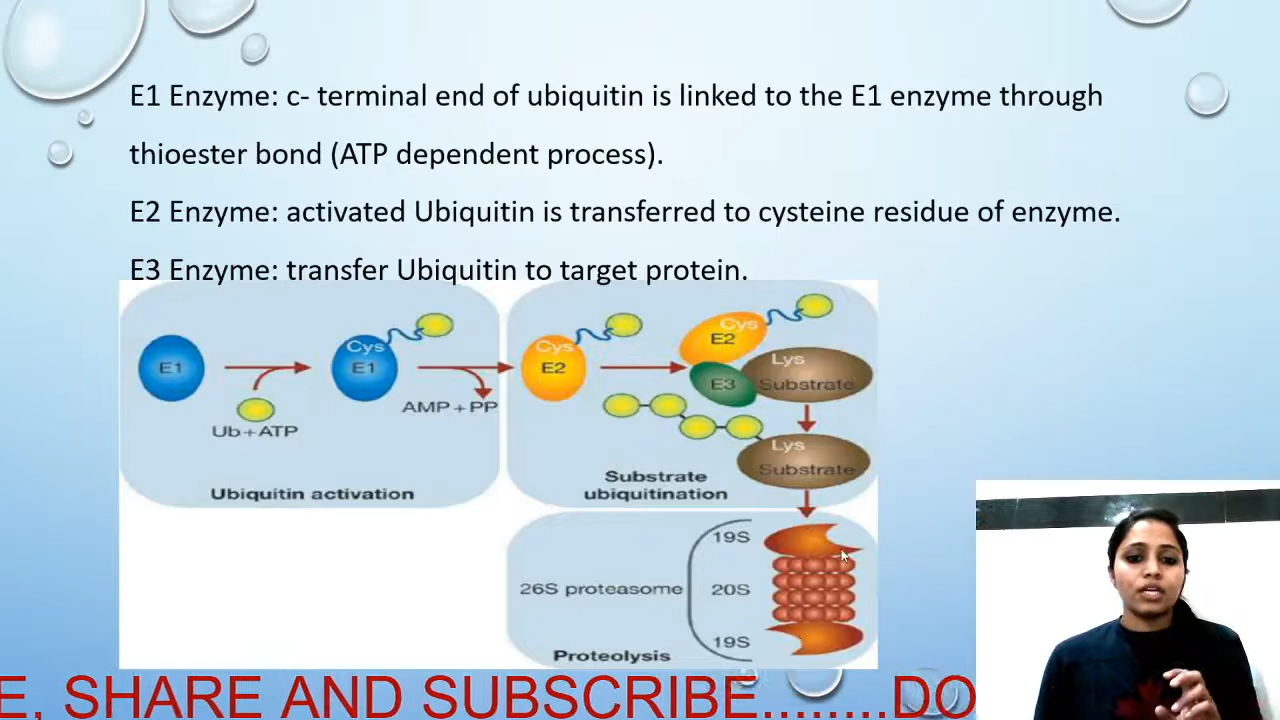 E1 Enzyme: c- terminal end of ubiquitin is linked to the E1 enzyme through
thioester bond (ATP dependent process).
E2 Enzyme: activated Ubiquitin is transferred to cysteine residue of enzyme.
E3 Enzyme: transfer Ubiquitin to target protein.
E1
Ub+ATP
Cys
E1
AMP+PP
Ubiquitin activation
Cys
E2
Cys
E2
E3
Lys
Substrate
Lys
Substrate
Substrate
ubiquitination
26S proteasome
19S
20S
19S
Proteolysis
E, SHARE AND SUBSCRIBE........DO